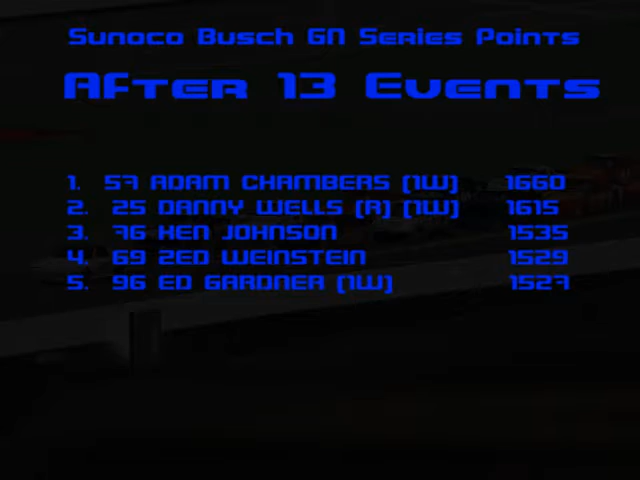 Sunoco Busch GN Series Points
After 13 Events
1. 57 ADAM CHAMBERS (1W) 1660
2. 25 DANNY WELLS (R) (1W) 1615
3. 76 KEN JOHNSON 1535
4. 69 ZED WEINSTEIN 1529
5. 96 ED GARDNER (1W) 1527